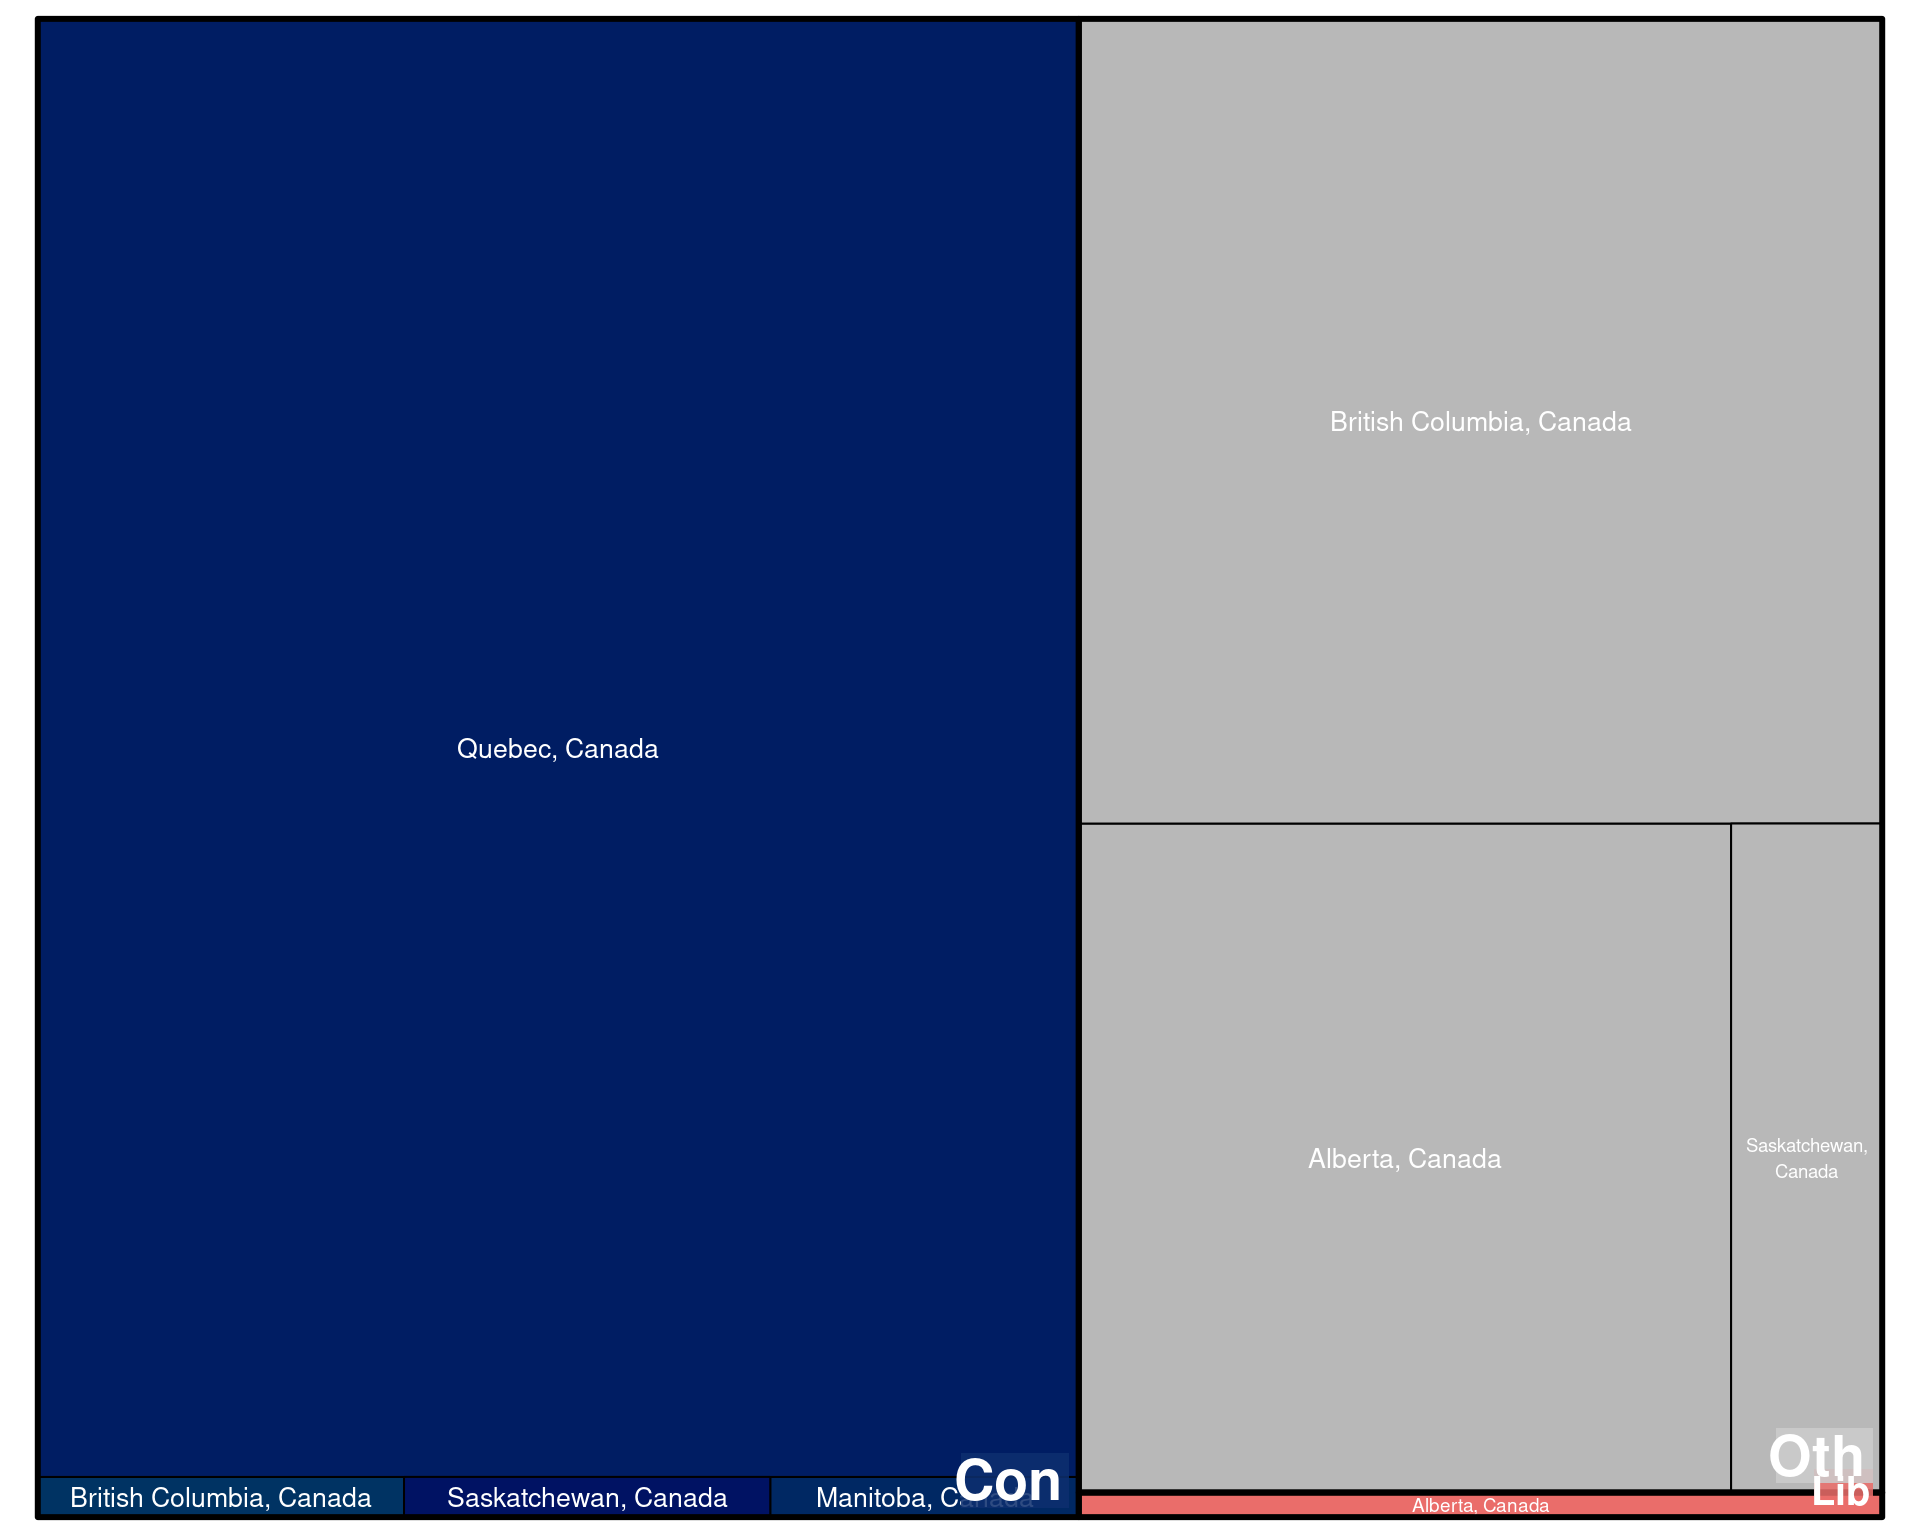 British Columbia, Canada
Quebec, Canada
Alberta, Canada
Saskatchewan,
Canada
Oth
Con
British Columbia, Canada
Saskatchewan, Canada
Manitoba, Canada
Lib
Alberta, Canada